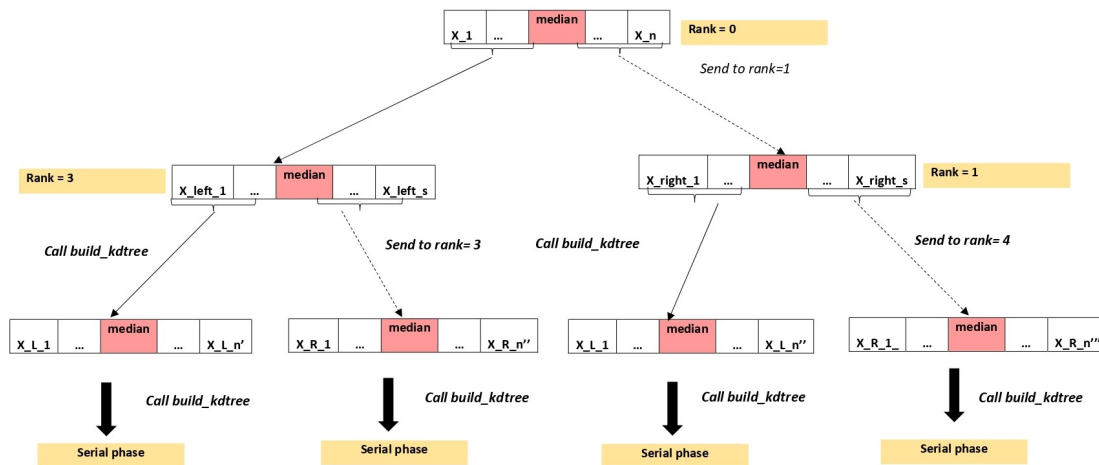 X_1 ... median ... X_n
Rank = 0
Send to rank=1
Rank = 3
X_left_1 ... median ... X_left_s
X_right_1 ... median ... X_right_s
Rank = 1
Call build_kdtree
Send to rank= 3
Call build_kdtree
Send to rank= 4
X_L_1 ... median ... X_L_n'
X_R_1 ... median ... X_R_n''
X_L_1 ... median ... X_L_n''
X_R_1_ ... median ... X_R_n'''
Call build_kdtree
Call build_kdtree
Call build_kdtree
Call build_kdtree
Serial phase
Serial phase
Serial phase
Serial phase